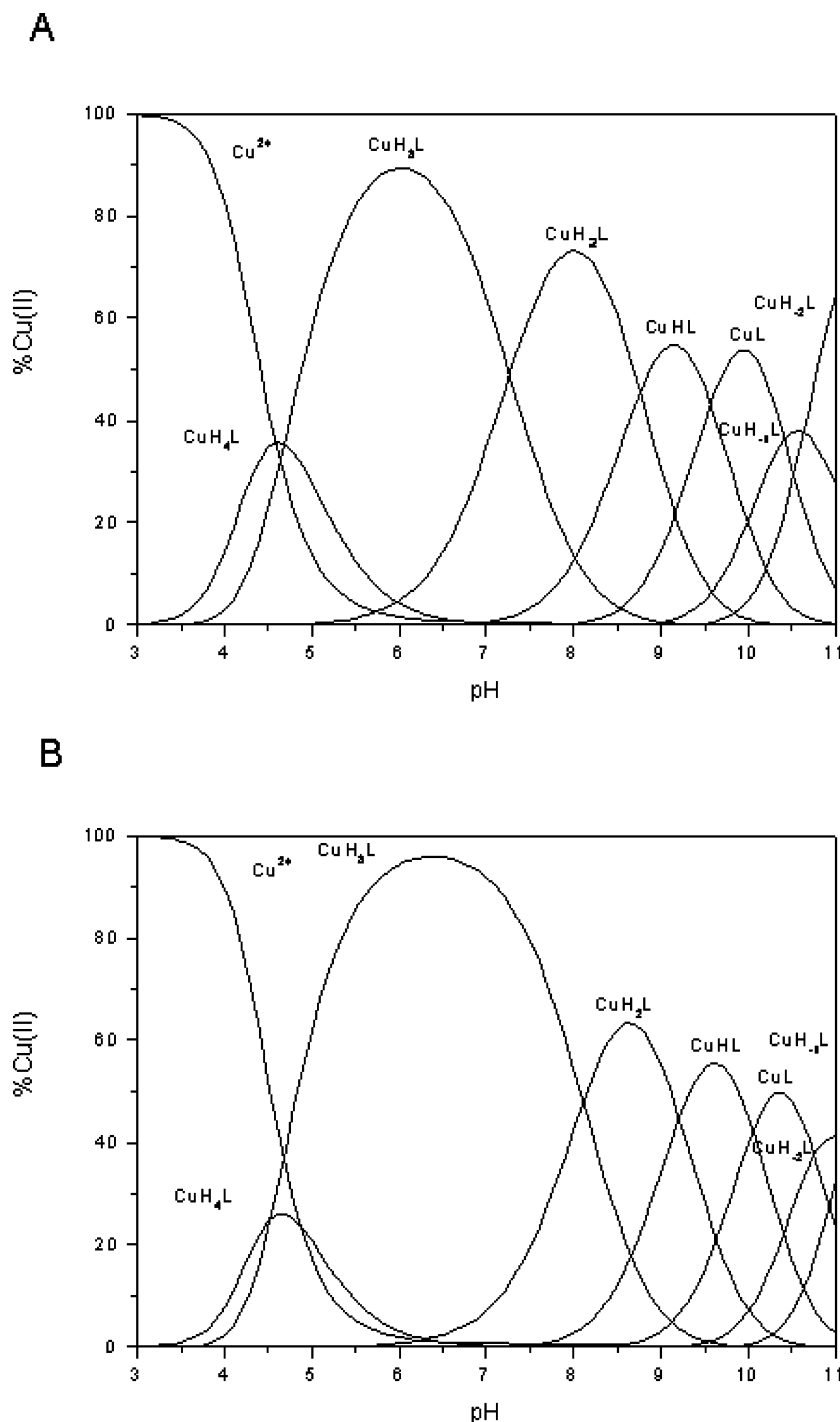 A
100
80
60
40
20
0
%Cu(II)
Cu²⁺
CuH₃L
CuH₂L
CuHL
CuL
CuH₋₂L
CuH₄L
CuH₋₁L
3 4 5 6 7 8 9 10 11
pH
B
100
80
60
40
20
0
%Cu(II)
CuH₃L
Cu²⁺
CuH₂L
CuHL
CuH₋₁L
CuL
CuH₋₂L
CuH₄L
3 4 5 6 7 8 9 10 11
pH